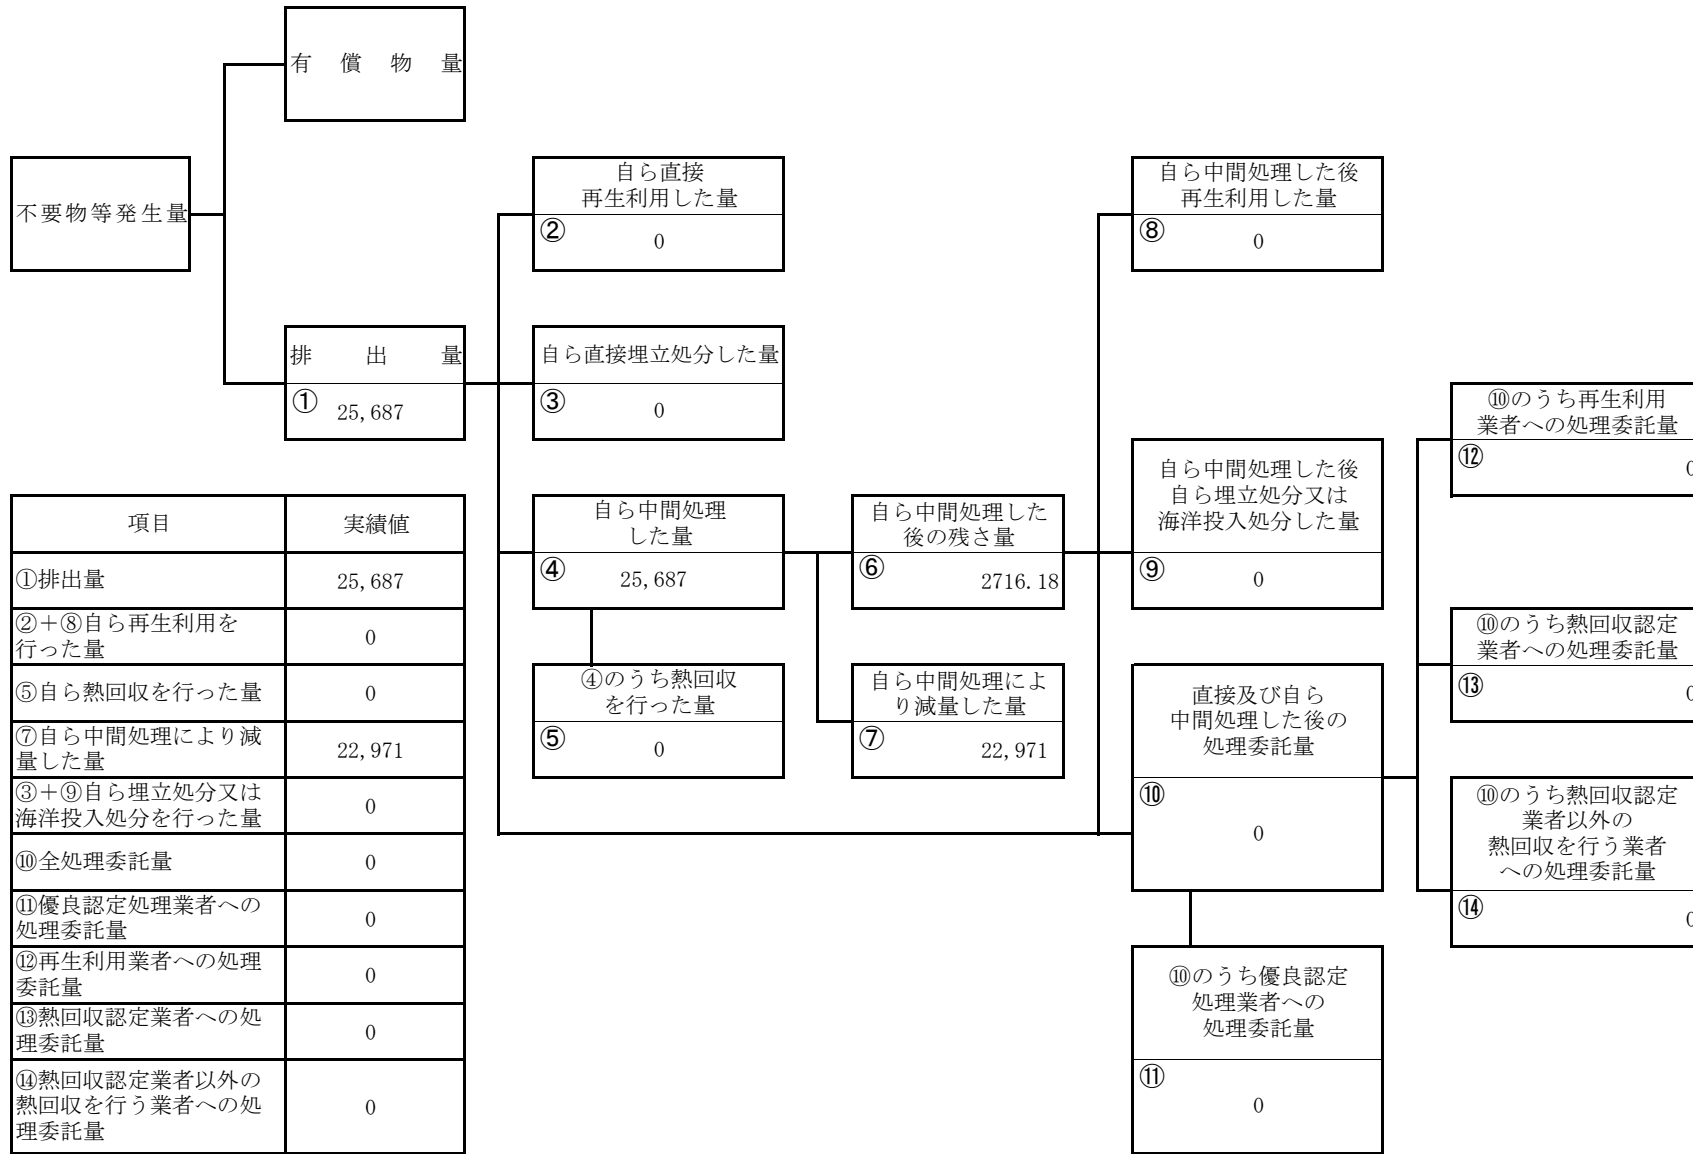 有償物量
不要物等発生量
排出量
① 25,687
自ら直接
再生利用した量
② 0
自ら直接埋立処分した量
③ 0
自ら中間処理
した量
④ 25,687
④のうち熱回収
を行った量
⑤ 0
自ら中間処理した
後の残さ量
⑥ 2716.18
自ら中間処理によ
り減量した量
⑦ 22,971
自ら中間処理した後
再生利用した量
⑧ 0
自ら中間処理した後
自ら埋立処分又は
海洋投入処分した量
⑨ 0
直接及び自ら
中間処理した後の
処理委託量
⑩
0
⑩のうち優良認定
処理業者への
処理委託量
⑪
0
⑩のうち再生利用
業者への処理委託量
⑫ 0
⑩のうち熱回収認定
業者への処理委託量
⑬ 0
⑩のうち熱回収認定
業者以外の
熱回収を行う業者
への処理委託量
⑭ 0
項目 実績値
①排出量 25,687
②＋⑧自ら再生利用を
行った量 0
⑤自ら熱回収を行った量 0
⑦自ら中間処理により減
量した量 22,971
③＋⑨自ら埋立処分又は
海洋投入処分を行った量 0
⑩全処理委託量 0
⑪優良認定処理業者への
処理委託量 0
⑫再生利用業者への処理
委託量 0
⑬熱回収認定業者への処
理委託量 0
⑭熱回収認定業者以外の
熱回収を行う業者への処
理委託量 0